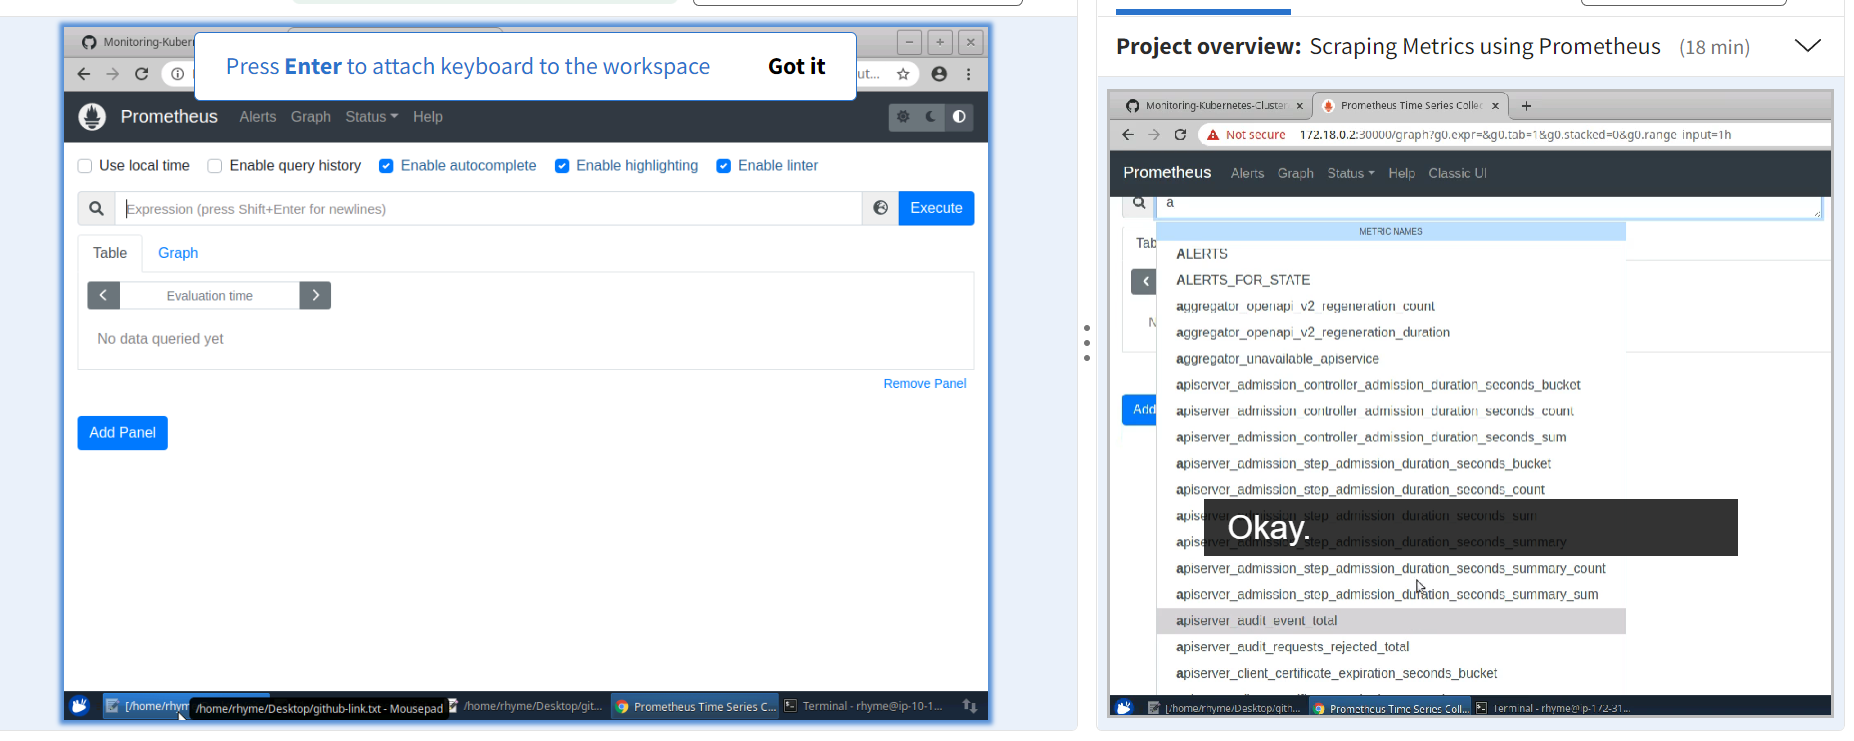 Monitoring-Kuber
Press Enter to attach keyboard to the workspace
Got it
ut...
Prometheus
Alerts
Graph
Status
Help
Use local time
Enable query history
Enable autocomplete
Enable highlighting
Enable linter
Expression (press Shift+Enter for newlines)
Execute
Table
Graph
Evaluation time
No data queried yet
Remove Panel
Add Panel
[/home/rhym
/home/rhyme/Desktop/github-link.txt - Mousepad
/home/rhyme/Desktop/git...
Prometheus Time Series C...
Terminal - rhyme@ip-10-1...
Project overview: Scraping Metrics using Prometheus (18 min)
Monitoring-Kubernetes-Cluster
Prometheus Time Series Collec
Not secure
172.18.0.2:30000/graph?g0.expr=&g0.tab=1&g0.stacked=0&g0.range_input=1h
Prometheus
Alerts
Graph
Status
Help
Classic UI
a
METRIC NAMES
Tab
ALERTS
ALERTS_FOR_STATE
aggregator_openapi_v2_regeneration_count
N
aggregator_openapi_v2_regeneration_duration
aggregator_unavailable_apiservice
apiserver_admission_controller_admission_duration_seconds_bucket
Add
apiserver_admission_controller_admission_duration_seconds_count
apiserver_admission_controller_admission_duration_seconds_sum
apiserver_admission_step_admission_duration_seconds_bucket
apiserver_admission_step_admission_duration_seconds_count
apiserver_admission_step_admission_duration_seconds_sum
Okay.
apiserver_admission_step_admission_duration_seconds_summary
apiserver_admission_step_admission_duration_seconds_summary_count
apiserver_admission_step_admission_duration_seconds_summary_sum
apiserver_audit_event_total
apiserver_audit_requests_rejected_total
apiserver_client_certificate_expiration_seconds_bucket
[/home/rhyme/Desktop/gith...
Prometheus Time Series Coll...
Terminal - rhyme@ip-172-31...